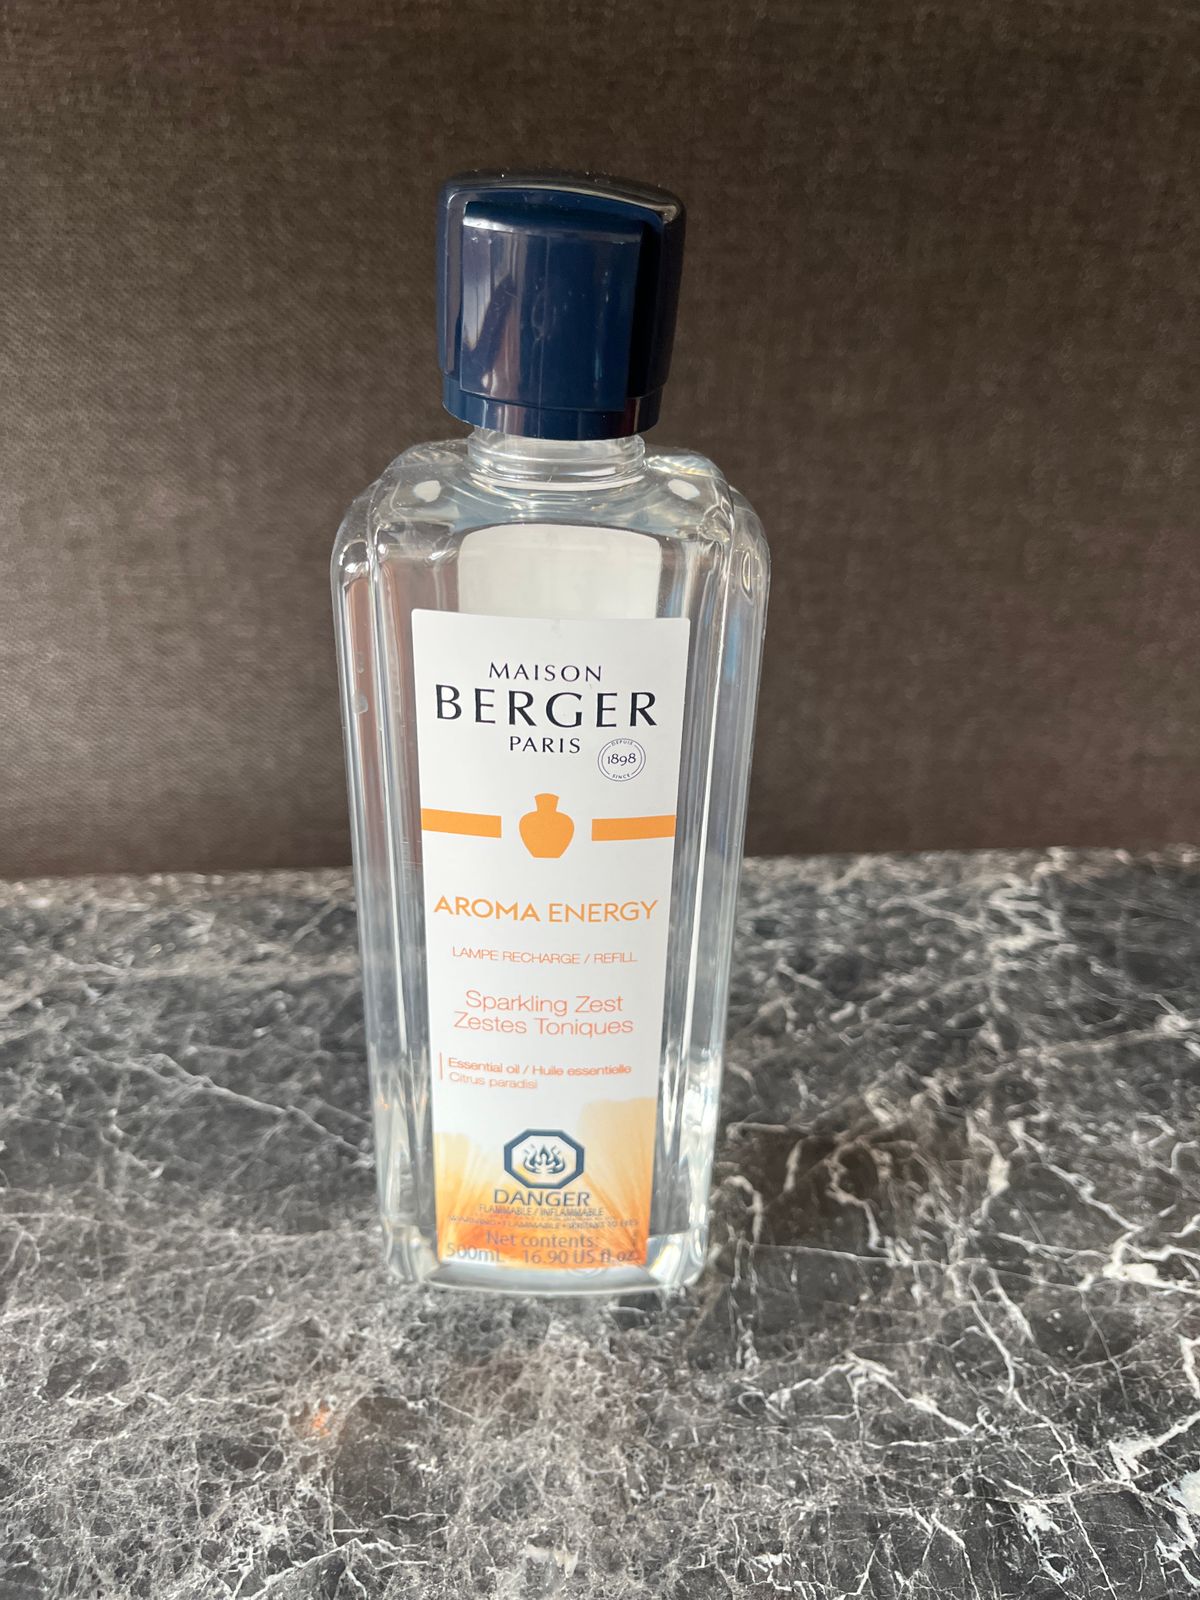 MAISON
BERGER
PARIS
DEPUIS
1898
SINCE
AROMA ENERGY
LAMPE RECHARGE / REFILL
Sparkling Zest
Zestes Toniques
Essential oil / Huile essentielle
Citrus paradisi
DANGER
FLAMMABLE / INFLAMMABLE
Net contents:
500mL 16.90 US fl oz